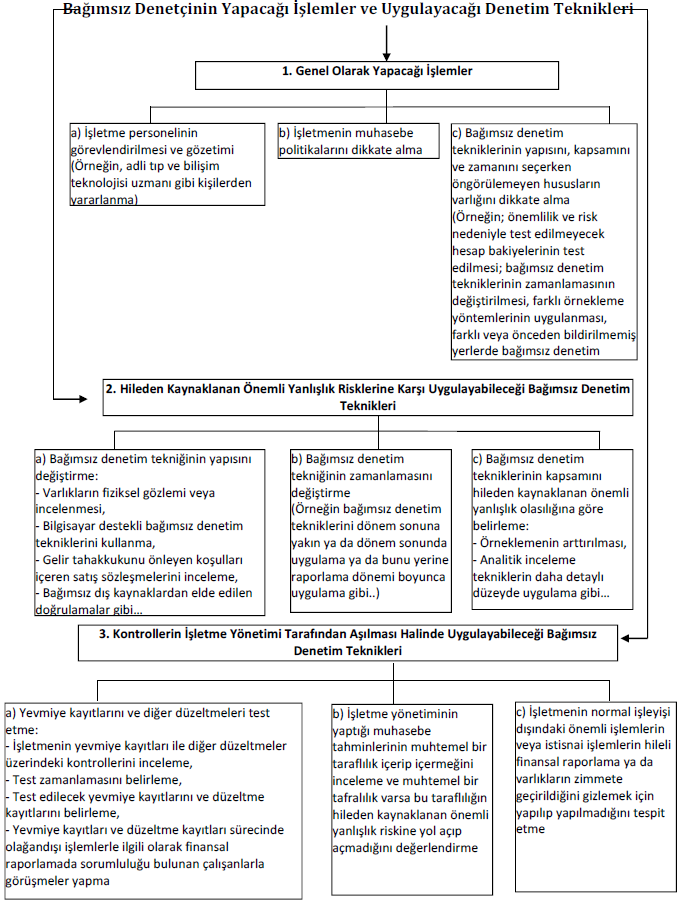 Bağımsız Denetçinin Yapacağı İşlemler ve Uygulayacağı Denetim Teknikleri
1. Genel Olarak Yapacağı İşlemler
a) İşletme personelinin
görevlendirilmesi ve gözetimi
(Örneğin, adli tıp ve bilişim
teknolojisi uzmanı gibi kişilerden
yararlanma)
b) İşletmenin muhasebe
politikalarını dikkate alma
c) Bağımsız denetim
tekniklerinin yapısını, kapsamını
ve zamanını seçerken
öngörülemeyen hususların
varlığını dikkate alma
(Örneğin; önemlilik ve risk
nedeniyle test edilmeyecek
hesap bakiyelerinin test
edilmesi; bağımsız denetim
tekniklerinin zamanlamasının
değiştirilmesi, farklı örnekleme
yöntemlerinin uygulanması,
farklı veya önceden bildirilmemiş
yerlerde bağımsız denetim
2. Hileden Kaynaklanan Önemli Yanlışlık Risklerine Karşı Uygulayabileceği Bağımsız Denetim
Teknikleri
a) Bağımsız denetim tekniğinin yapısını
değiştirme:
- Varlıkların fiziksel gözlemi veya
incelenmesi,
- Bilgisayar destekli bağımsız denetim
tekniklerini kullanma,
- Gelir tahakkukunu önleyen koşulları
içeren satış sözleşmelerini inceleme,
- Bağımsız dış kaynaklardan elde edilen
doğrulamalar gibi…
b) Bağımsız denetim
tekniğinin zamanlamasını
değiştirme
(Örneğin bağımsız denetim
tekniklerini dönem sonuna
yakın ya da dönem sonunda
uygulama ya da bunu yerine
raporlama dönemi boyunca
uygulama gibi..)
c) Bağımsız denetim
tekniklerinin kapsamını
hileden kaynaklanan önemli
yanlışlık olasılığına göre
belirleme:
- Örneklemenin arttırılması,
- Analitik inceleme
tekniklerin daha detaylı
düzeyde uygulama gibi…
3. Kontrollerin İşletme Yönetimi Tarafından Aşılması Halinde Uygulayabileceği Bağımsız
Denetim Teknikleri
a) Yevmiye kayıtlarını ve diğer düzeltmeleri test
etme:
- İşletmenin yevmiye kayıtları ile diğer düzeltmeler
üzerindeki kontrollerini inceleme,
- Test zamanlamasını belirleme,
- Test edilecek yevmiye kayıtlarını ve düzeltme
kayıtlarını belirleme,
- Yevmiye kayıtları ve düzeltme kayıtları sürecinde
olağandışı işlemlerle ilgili olarak finansal
raporlamada sorumluluğu bulunan çalışanlarla
görüşmeler yapma
b) İşletme yönetiminin
yaptığı muhasebe
tahminlerinin muhtemel bir
taraflılık içerip içermeğini
inceleme ve muhtemel bir
tafralılık varsa bu taraflılığın
hileden kaynaklanan önemli
yanlışlık riskine yol açıp
açmadığını değerlendirme
c) İşletmenin normal işleyişi
dışındaki önemli işlemlerin
veya istisnai işlemlerin hileli
finansal raporlama ya da
varlıkların zimmete
geçirildiğini gizlemek için
yapılıp yapılmadığını tespit
etme